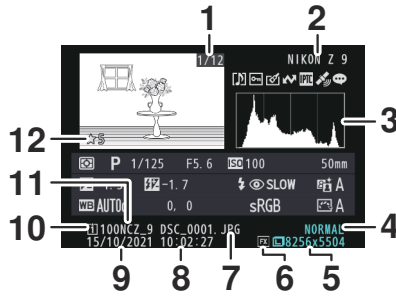 1
2
1/12
NIKON Z 9
IPTC
3
12
5
P 1/125 F5.6 ISO 100 50mm
11
-1.7 SLOW A
WB AUTO 0, 0 sRGB A
10
100NCZ_9 DSC_0001.JPG NORMAL
4
15/10/2021 10:02:27 FX 8256x5504
9
8
7
6
5